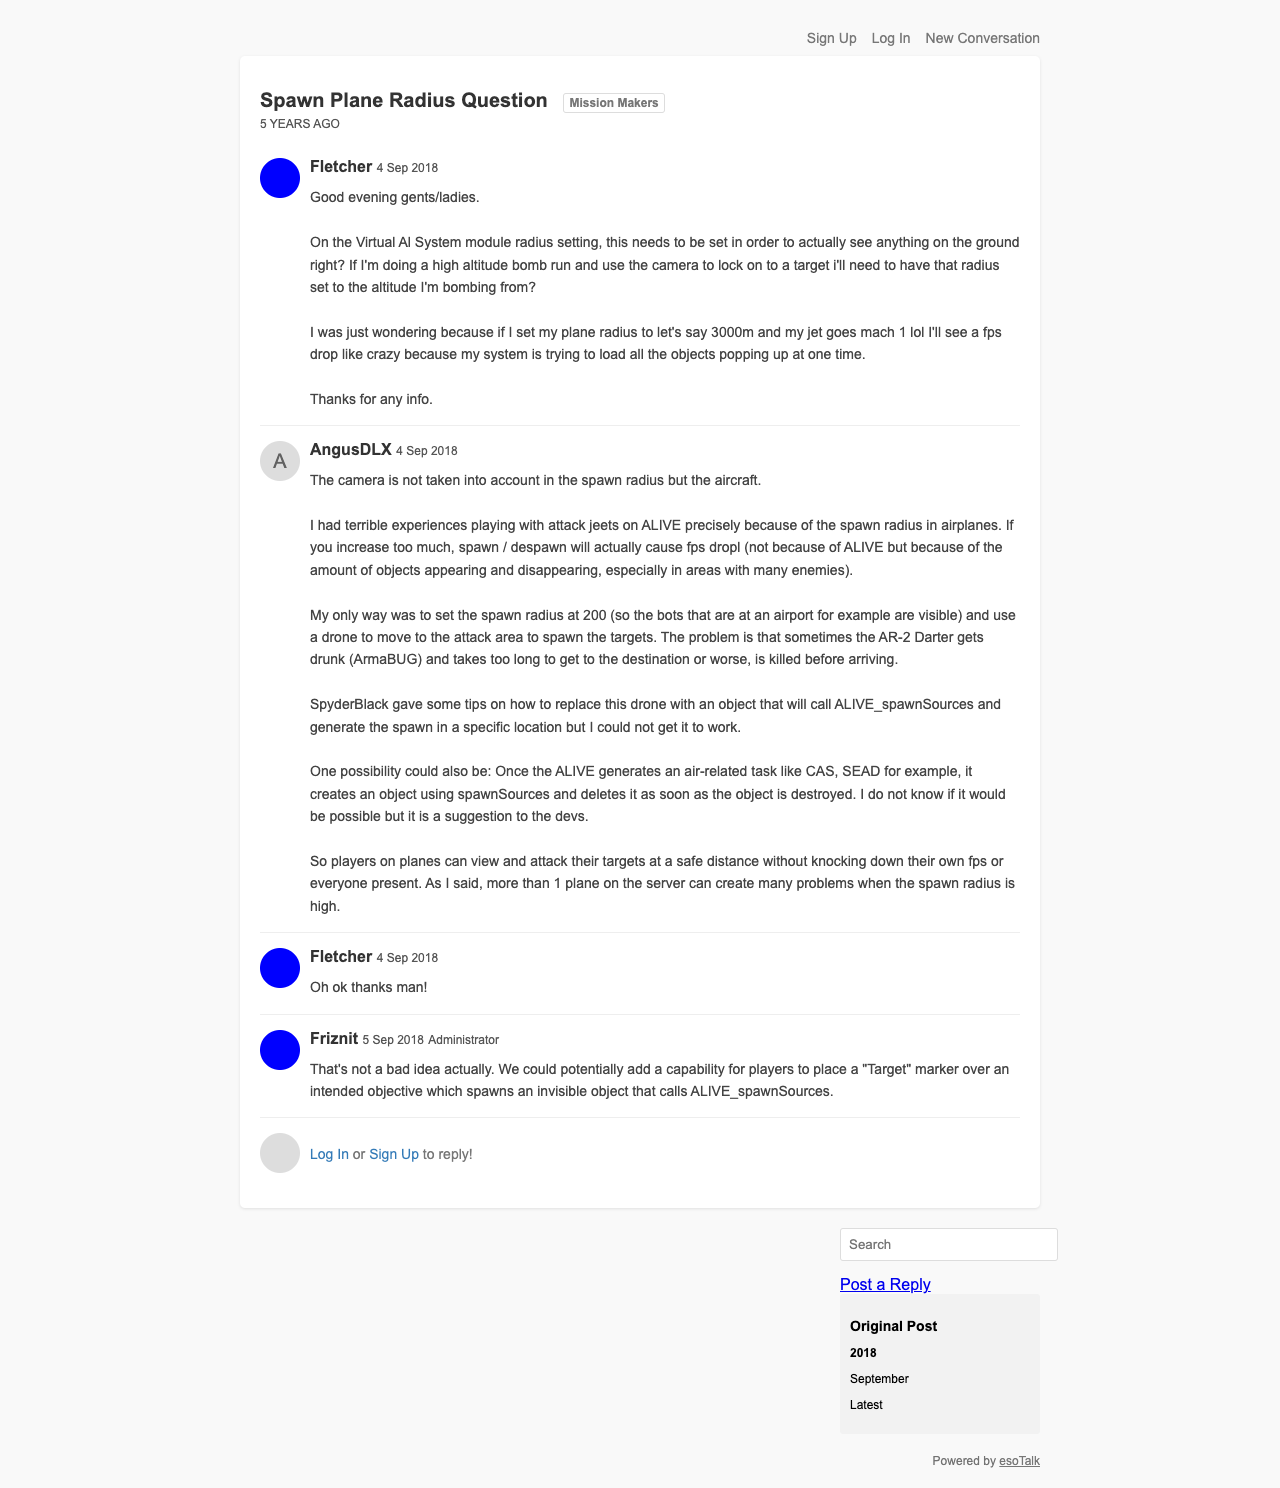 Sign Up Log In New Conversation
Spawn Plane Radius Question Mission Makers
5 YEARS AGO
Fletcher 4 Sep 2018
Good evening gents/ladies.
On the Virtual AI System module radius setting, this needs to be set in order to actually see anything on the ground
right? If I'm doing a high altitude bomb run and use the camera to lock on to a target i'll need to have that radius
set to the altitude I'm bombing from?
I was just wondering because if I set my plane radius to let's say 3000m and my jet goes mach 1 lol I'll see a fps
drop like crazy because my system is trying to load all the objects popping up at one time.
Thanks for any info.
A
AngusDLX 4 Sep 2018
The camera is not taken into account in the spawn radius but the aircraft.
I had terrible experiences playing with attack jeets on ALIVE precisely because of the spawn radius in airplanes. If
you increase too much, spawn / despawn will actually cause fps dropl (not because of ALIVE but because of the
amount of objects appearing and disappearing, especially in areas with many enemies).
My only way was to set the spawn radius at 200 (so the bots that are at an airport for example are visible) and use
a drone to move to the attack area to spawn the targets. The problem is that sometimes the AR-2 Darter gets
drunk (ArmaBUG) and takes too long to get to the destination or worse, is killed before arriving.
SpyderBlack gave some tips on how to replace this drone with an object that will call ALIVE_spawnSources and
generate the spawn in a specific location but I could not get it to work.
One possibility could also be: Once the ALIVE generates an air-related task like CAS, SEAD for example, it
creates an object using spawnSources and deletes it as soon as the object is destroyed. I do not know if it would
be possible but it is a suggestion to the devs.
So players on planes can view and attack their targets at a safe distance without knocking down their own fps or
everyone present. As I said, more than 1 plane on the server can create many problems when the spawn radius is
high.
Fletcher 4 Sep 2018
Oh ok thanks man!
Friznit 5 Sep 2018 Administrator
That's not a bad idea actually. We could potentially add a capability for players to place a "Target" marker over an
intended objective which spawns an invisible object that calls ALIVE_spawnSources.
Log In or Sign Up to reply!
Search
Post a Reply
Original Post
2018
September
Latest
Powered by esoTalk